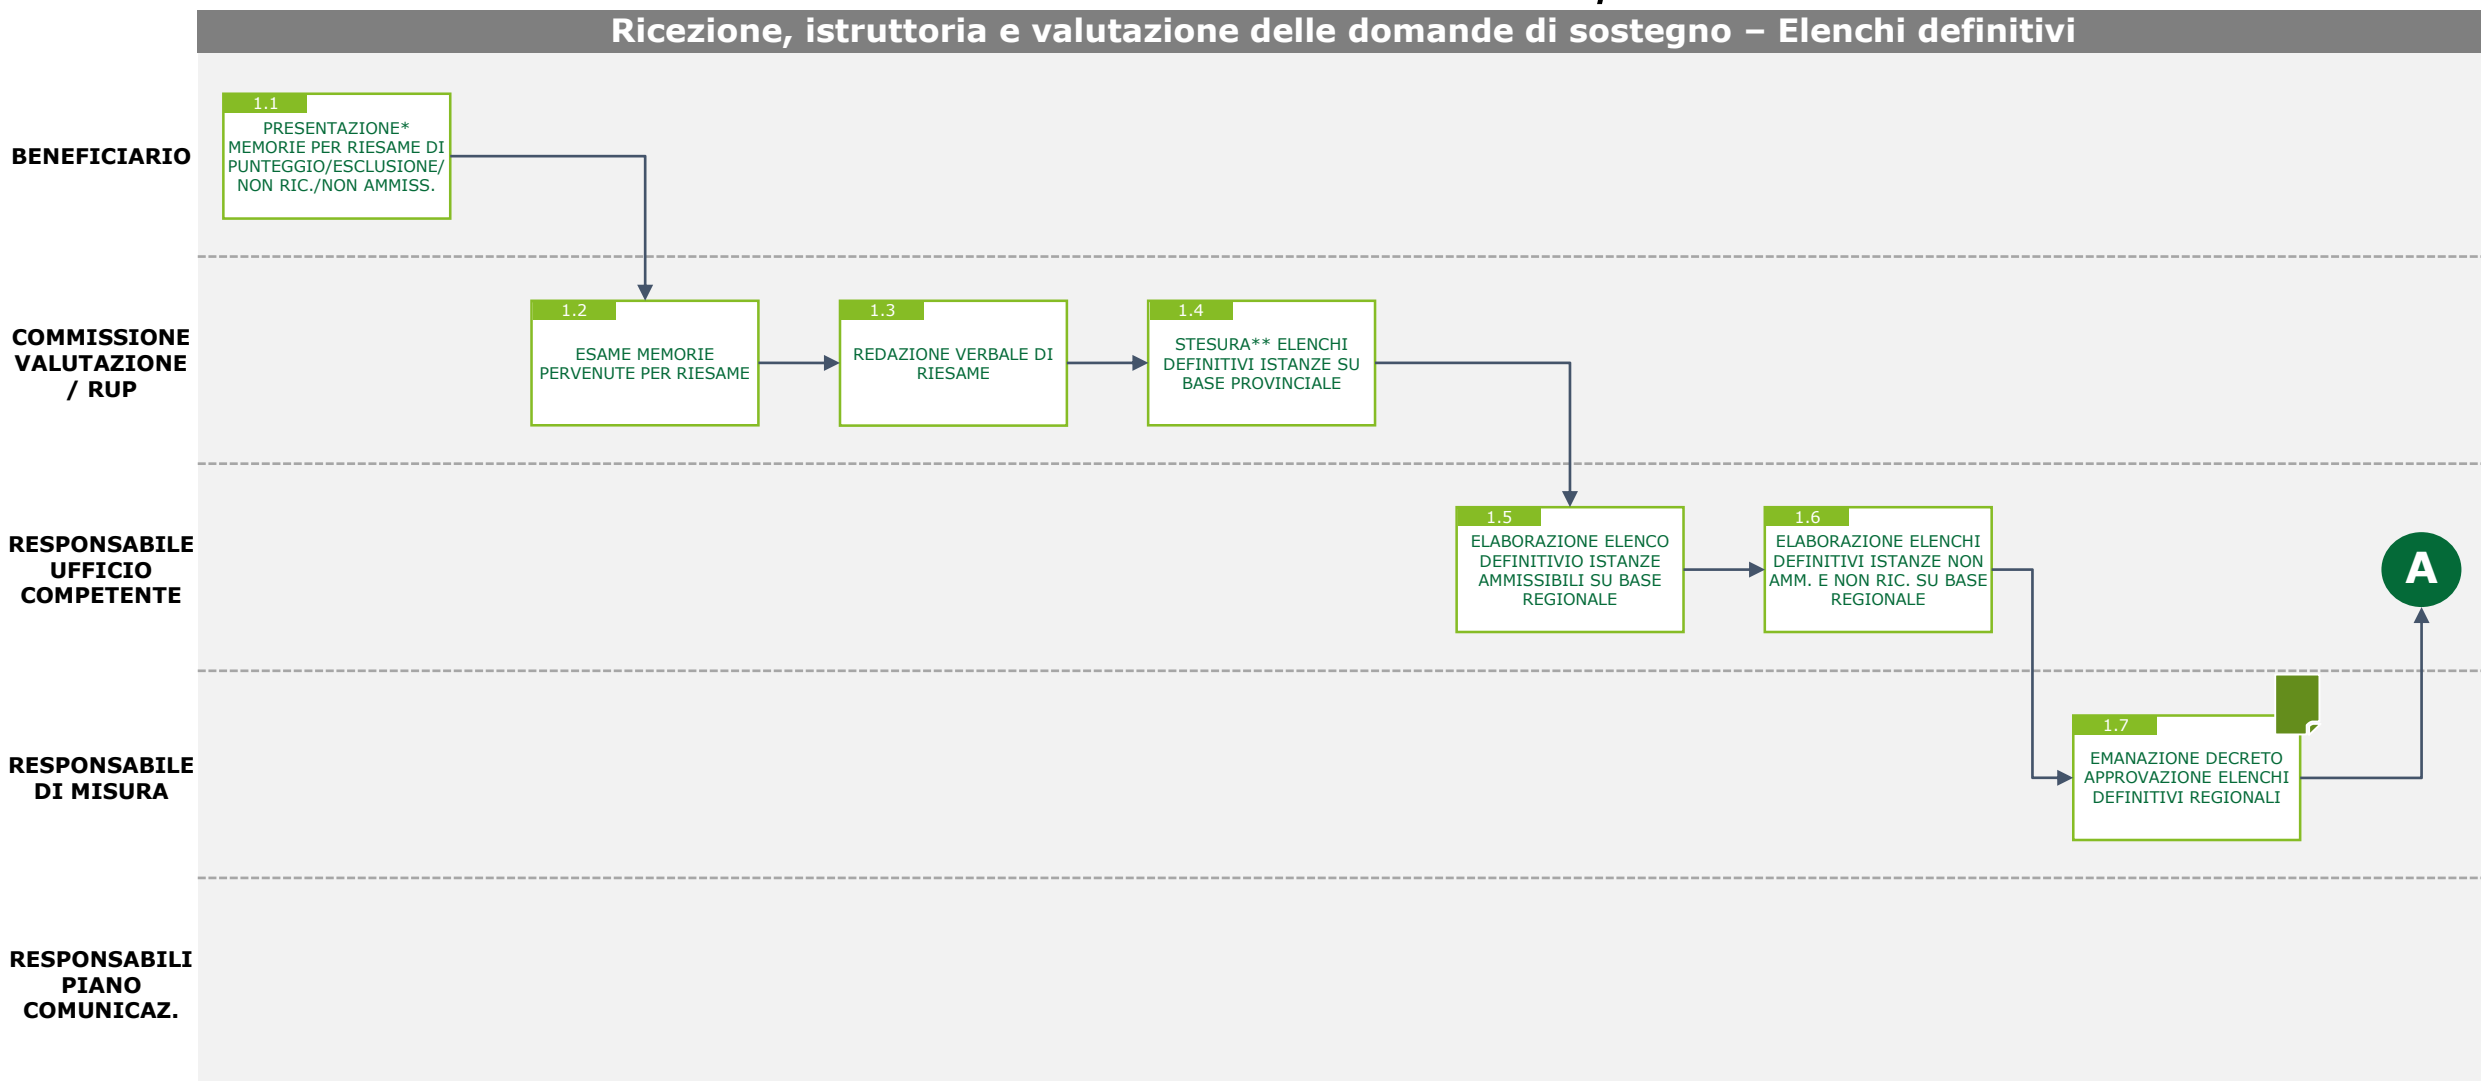 Ricezione, istruttoria e valutazione delle domande di sostegno – Elenchi definitivi
BENEFICIARIO
1.1
PRESENTAZIONE*
MEMORIE PER RIESAME DI
PUNTEGGIO/ESCLUSIONE/
NON RIC./NON AMMISS.
COMMISSIONE
VALUTAZIONE
/ RUP
1.2
ESAME MEMORIE
PERVENUTE PER RIESAME
1.3
REDAZIONE VERBALE DI
RIESAME
1.4
STESURA** ELENCHI
DEFINITIVI ISTANZE SU
BASE PROVINCIALE
RESPONSABILE
UFFICIO
COMPETENTE
1.5
ELABORAZIONE ELENCO
DEFINITIVIO ISTANZE
AMMISSIBILI SU BASE
REGIONALE
1.6
ELABORAZIONE ELENCHI
DEFINITIVI ISTANZE NON
AMM. E NON RIC. SU BASE
REGIONALE
A
RESPONSABILE
DI MISURA
1.7
EMANAZIONE DECRETO
APPROVAZIONE ELENCHI
DEFINITIVI REGIONALI
RESPONSABILI
PIANO
COMUNICAZ.